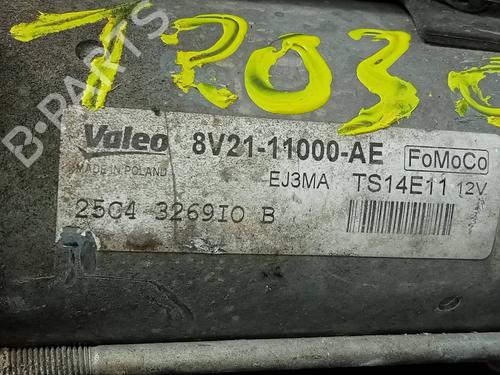 T203
B-PARTS
Valeo 8V21-11000-AE FoMoCo
MADE IN POLAND EJ3MA TS14E11 12V
25C4 3269IO B